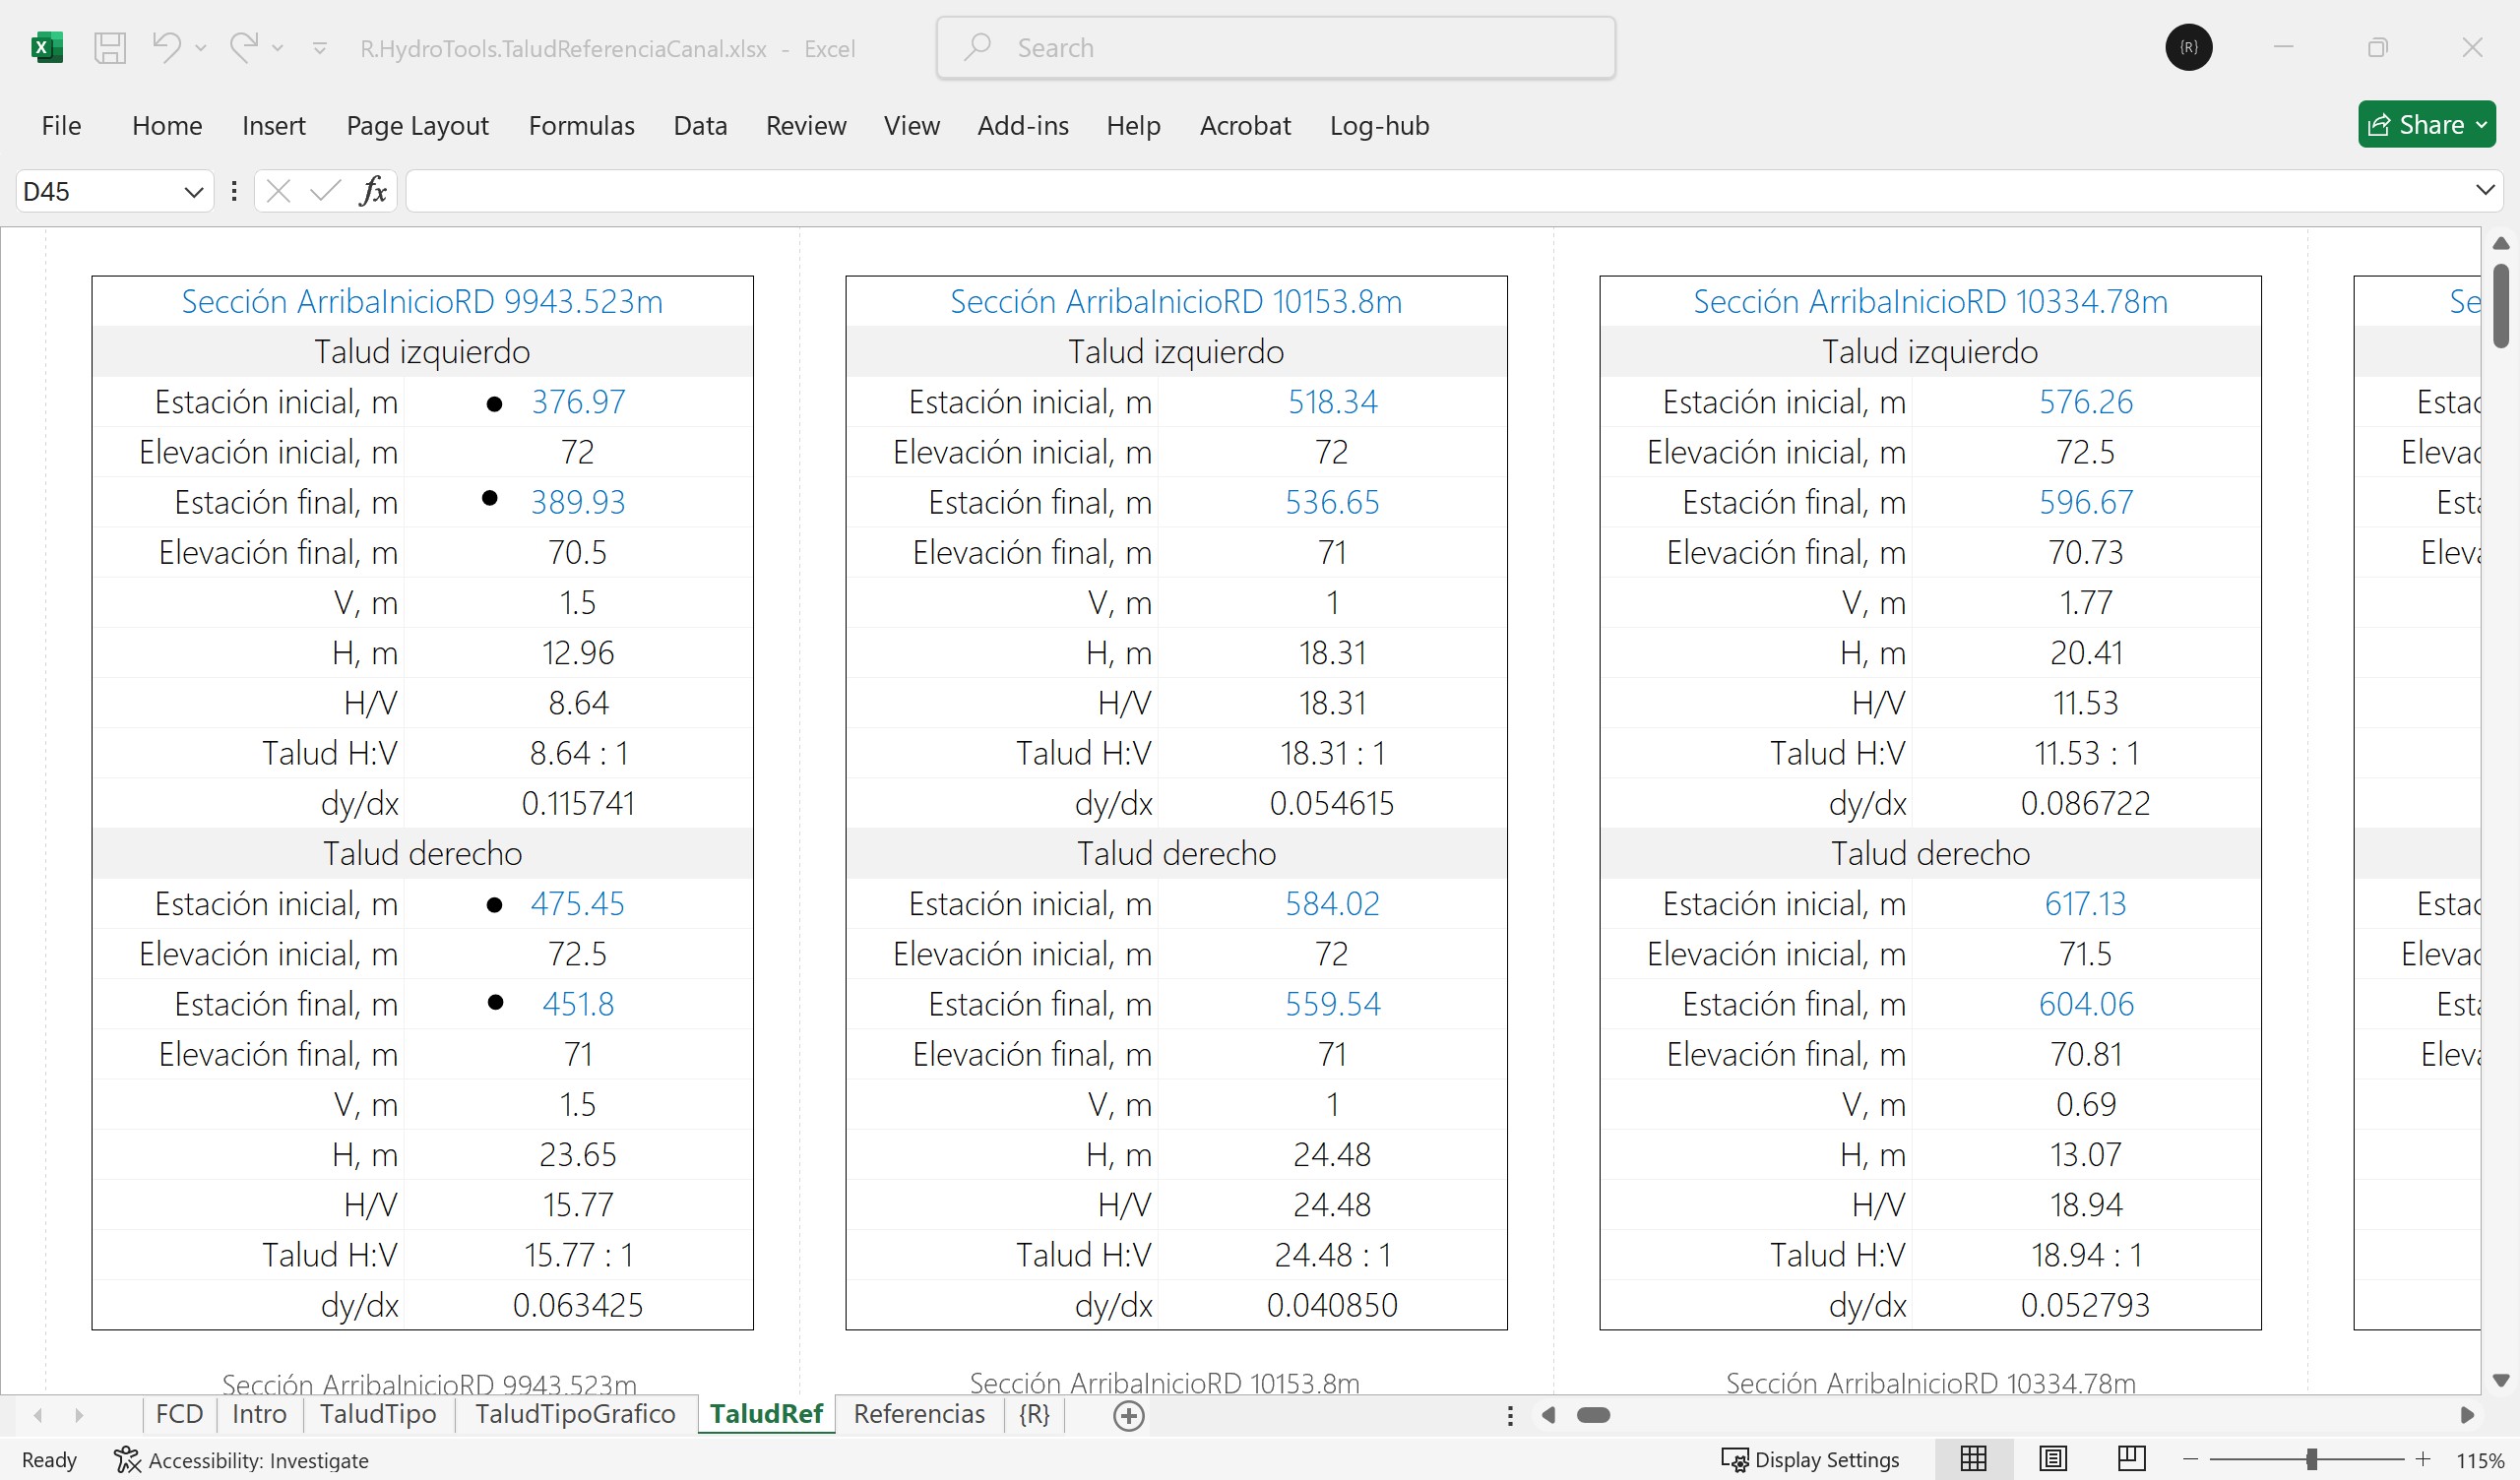 R.HydroTools.TaludReferenciaCanal.xlsx - Excel
Search
{R}
File Home Insert Page Layout Formulas Data Review View Add-ins Help Acrobat Log-hub
Share
D45
fx
Sección ArribaInicioRD 9943.523m
Talud izquierdo
Estación inicial, m ● 376.97
Elevación inicial, m 72
Estación final, m ● 389.93
Elevación final, m 70.5
V, m 1.5
H, m 12.96
H/V 8.64
Talud H:V 8.64 : 1
dy/dx 0.115741
Talud derecho
Estación inicial, m ● 475.45
Elevación inicial, m 72.5
Estación final, m ● 451.8
Elevación final, m 71
V, m 1.5
H, m 23.65
H/V 15.77
Talud H:V 15.77 : 1
dy/dx 0.063425
Sección ArribaInicioRD 9943.523m
Sección ArribaInicioRD 10153.8m
Talud izquierdo
Estación inicial, m 518.34
Elevación inicial, m 72
Estación final, m 536.65
Elevación final, m 71
V, m 1
H, m 18.31
H/V 18.31
Talud H:V 18.31 : 1
dy/dx 0.054615
Talud derecho
Estación inicial, m 584.02
Elevación inicial, m 72
Estación final, m 559.54
Elevación final, m 71
V, m 1
H, m 24.48
H/V 24.48
Talud H:V 24.48 : 1
dy/dx 0.040850
Sección ArribaInicioRD 10153.8m
Sección ArribaInicioRD 10334.78m
Talud izquierdo
Estación inicial, m 576.26
Elevación inicial, m 72.5
Estación final, m 596.67
Elevación final, m 70.73
V, m 1.77
H, m 20.41
H/V 11.53
Talud H:V 11.53 : 1
dy/dx 0.086722
Talud derecho
Estación inicial, m 617.13
Elevación inicial, m 71.5
Estación final, m 604.06
Elevación final, m 70.81
V, m 0.69
H, m 13.07
H/V 18.94
Talud H:V 18.94 : 1
dy/dx 0.052793
Sección ArribaInicioRD 10334.78m
FCD Intro TaludTipo TaludTipoGrafico TaludRef Referencias {R}
Ready Accessibility: Investigate Display Settings 115%